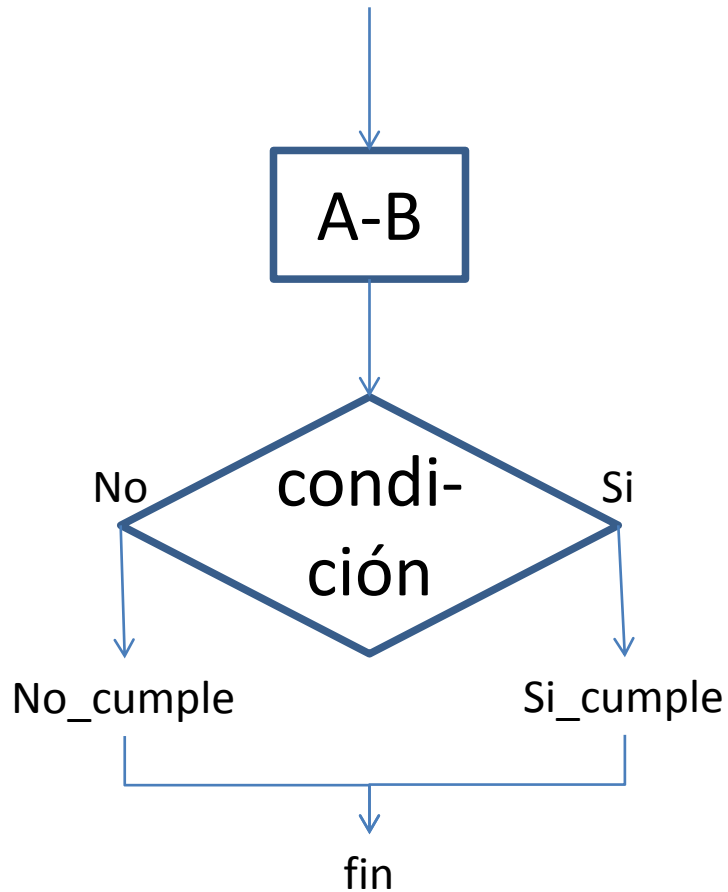 A-B
No
condi-
Si
ción
No_cumple
Si_cumple
fin